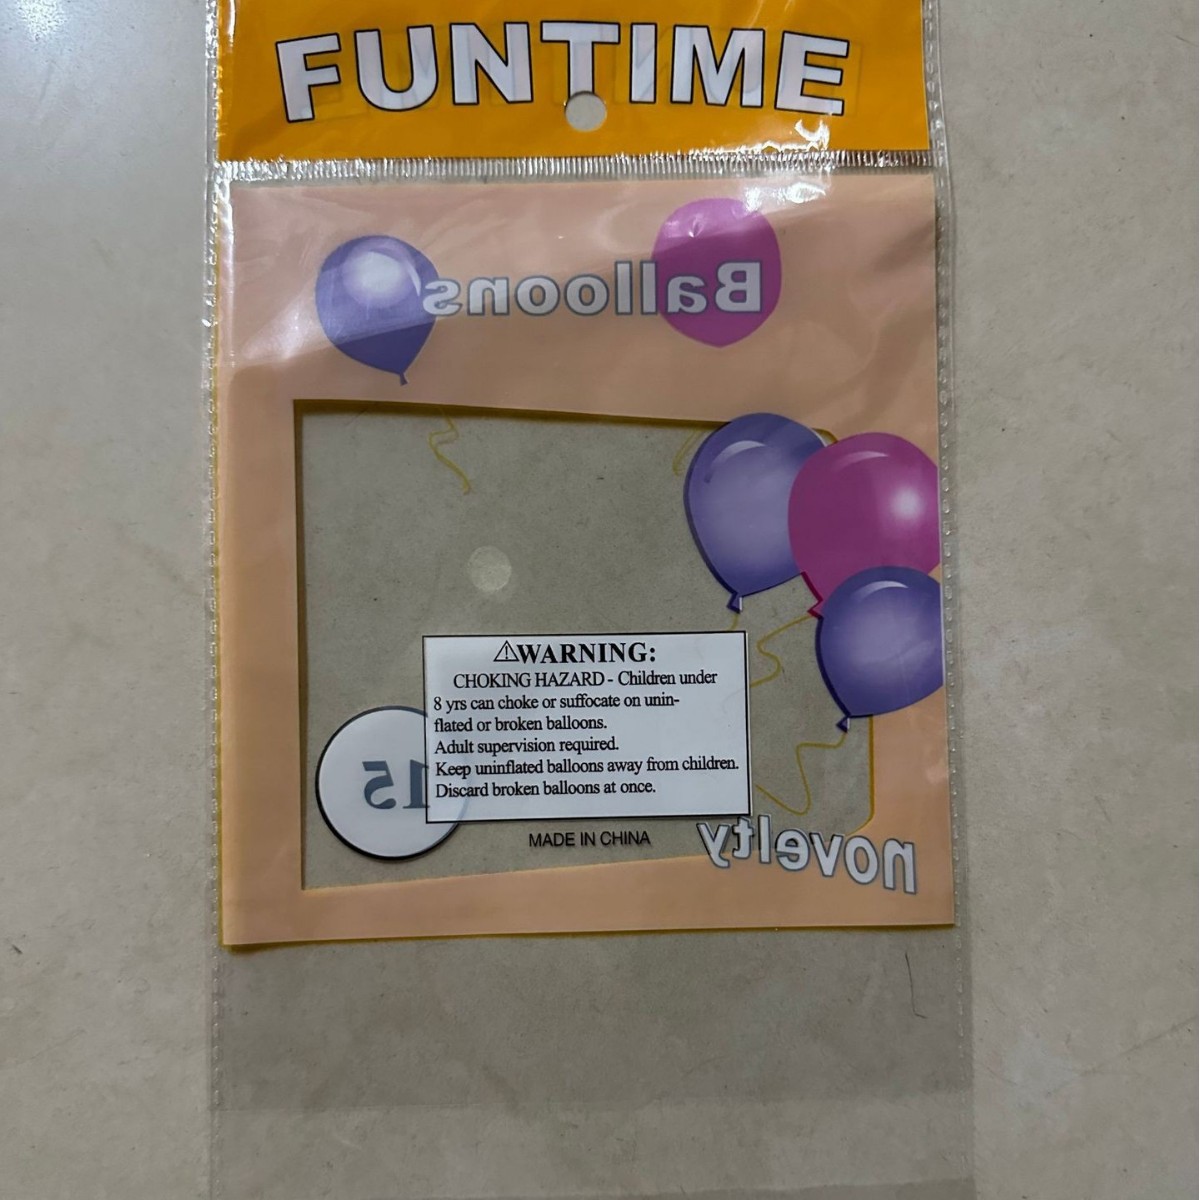 FUNTIME
Balloons
⚠WARNING:
CHOKING HAZARD - Children under
8 yrs can choke or suffocate on unin-
flated or broken balloons.
Adult supervision required.
Keep uninflated balloons away from children.
Discard broken balloons at once.
15
MADE IN CHINA
novelty